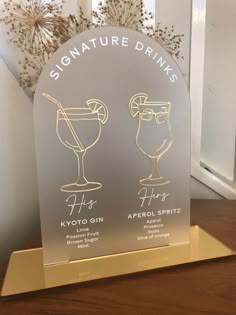 SIGNATURE DRINKS
His
Hers
KYOTO GIN
APEROL SPRITZ
Lime
Passion Fruit
Brown Sugar
Mint
Aperol
Prosecco
Soda
Slice of Orange